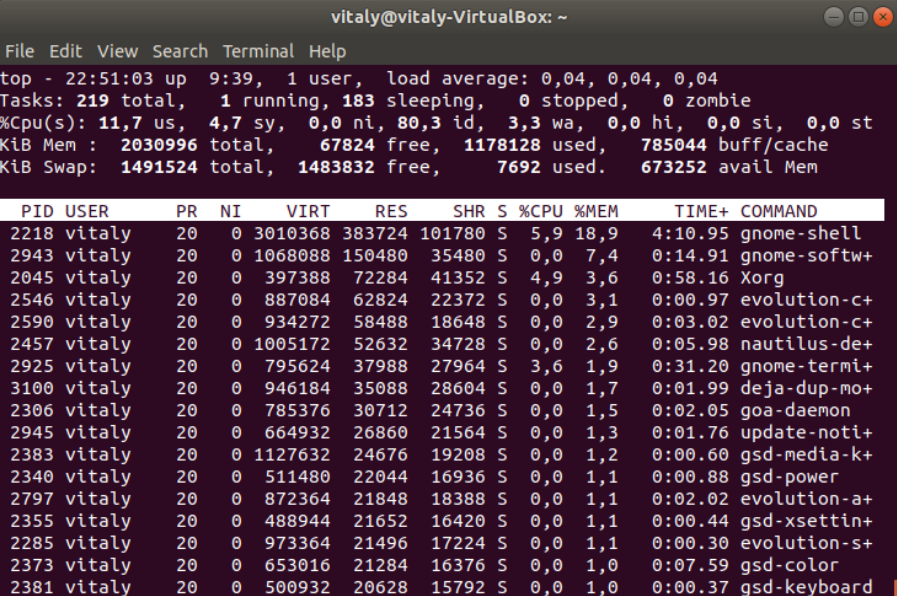 vitaly@vitaly-VirtualBox: ~
File Edit View Search Terminal Help
top - 22:51:03 up  9:39,  1 user,  load average: 0,04, 0,04, 0,04
Tasks: 219 total,   1 running, 183 sleeping,   0 stopped,   0 zombie
%Cpu(s): 11,7 us,  4,7 sy,  0,0 ni, 80,3 id,  3,3 wa,  0,0 hi,  0,0 si,  0,0 st
KiB Mem :  2030996 total,    67824 free,  1178128 used,   785044 buff/cache
KiB Swap:  1491524 total,  1483832 free,     7692 used.   673252 avail Mem
PID USER      PR  NI    VIRT    RES    SHR S %CPU %MEM     TIME+ COMMAND
2218 vitaly    20   0 3010368 383724 101780 S  5,9 18,9   4:10.95 gnome-shell
2943 vitaly    20   0 1068088 150480  35480 S  0,0  7,4   0:14.91 gnome-softw+
2045 vitaly    20   0  397388  72284  41352 S  4,9  3,6   0:58.16 Xorg
2546 vitaly    20   0  887084  62824  22372 S  0,0  3,1   0:00.97 evolution-c+
2590 vitaly    20   0  934272  58488  18648 S  0,0  2,9   0:03.02 evolution-c+
2457 vitaly    20   0 1005172  52632  34728 S  0,0  2,6   0:05.98 nautilus-de+
2925 vitaly    20   0  795624  37988  27964 S  3,6  1,9   0:31.20 gnome-termi+
3100 vitaly    20   0  946184  35088  28604 S  0,0  1,7   0:01.99 deja-dup-mo+
2306 vitaly    20   0  785376  30712  24736 S  0,0  1,5   0:02.05 goa-daemon
2945 vitaly    20   0  664932  26860  21564 S  0,0  1,3   0:01.76 update-noti+
2383 vitaly    20   0 1127632  24676  19208 S  0,0  1,2   0:00.60 gsd-media-k+
2340 vitaly    20   0  511480  22044  16936 S  0,0  1,1   0:00.88 gsd-power
2797 vitaly    20   0  872364  21848  18388 S  0,0  1,1   0:02.02 evolution-a+
2355 vitaly    20   0  488944  21652  16420 S  0,0  1,1   0:00.44 gsd-xsettin+
2285 vitaly    20   0  973364  21496  17224 S  0,0  1,1   0:00.30 evolution-s+
2373 vitaly    20   0  653016  21284  16376 S  0,0  1,0   0:07.59 gsd-color
2381 vitaly    20   0  500932  20628  15792 S  0,0  1,0   0:00.37 gsd-keyboard